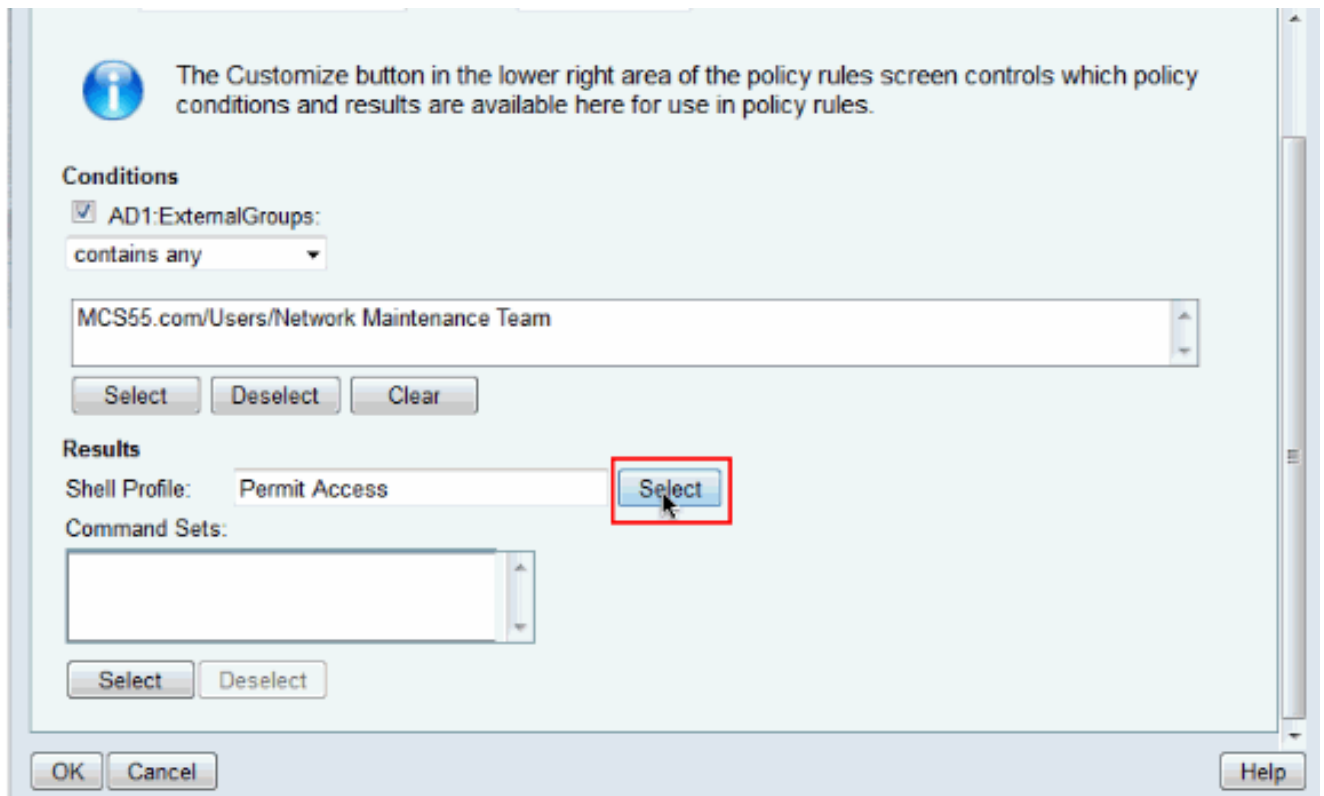 The Customize button in the lower right area of the policy rules screen controls which policy
conditions and results are available here for use in policy rules.
Conditions
AD1:ExternalGroups:
contains any
MCS55.com/Users/Network Maintenance Team
Select Deselect Clear
Results
Shell Profile: Permit Access Select
Command Sets:
Select Deselect
OK Cancel Help